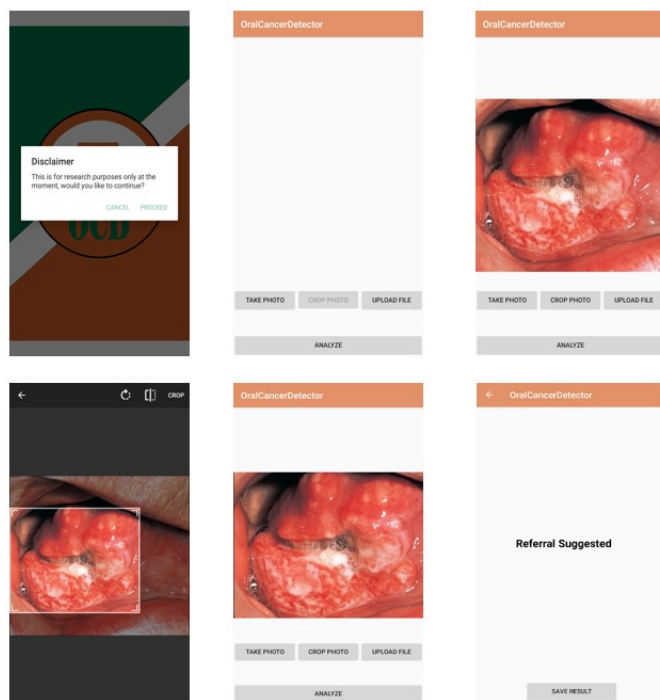 Disclaimer
This is for research purposes only at the
moment, would you like to continue?
CANCEL PROCEED
OCD
OralCancerDetector
TAKE PHOTO CROP PHOTO UPLOAD FILE
ANALYZE
OralCancerDetector
TAKE PHOTO CROP PHOTO UPLOAD FILE
ANALYZE
CROP
OralCancerDetector
TAKE PHOTO CROP PHOTO UPLOAD FILE
ANALYZE
OralCancerDetector
Referral Suggested
SAVE RESULT